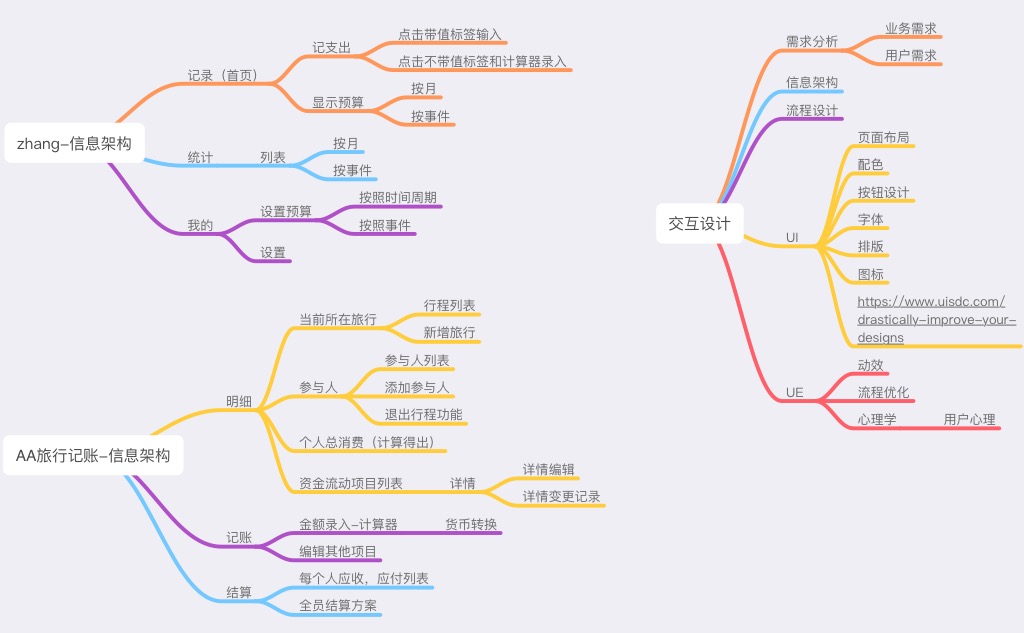 zhang-信息架构
记录（首页）
记支出
点击带值标签输入
点击不带值标签和计算器录入
显示预算
按月
按事件
统计
列表
按月
按事件
我的
设置预算
按照时间周期
按照事件
设置
AA旅行记账-信息架构
明细
当前所在旅行
行程列表
新增旅行
参与人
参与人列表
添加参与人
退出行程功能
个人总消费（计算得出）
资金流动项目列表
详情
详情编辑
详情变更记录
记账
金额录入-计算器
货币转换
编辑其他项目
结算
每个人应收，应付列表
全员结算方案
交互设计
需求分析
业务需求
用户需求
信息架构
流程设计
UI
页面布局
配色
按钮设计
字体
排版
图标
https://www.uisdc.com/
drastically-improve-your-
designs
UE
动效
流程优化
心理学
用户心理